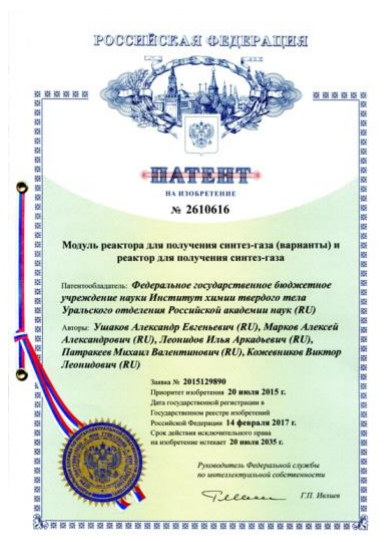 РОССИЙСКАЯ ФЕДЕРАЦИЯ
ПАТЕНТ
НА ИЗОБРЕТЕНИЕ
№ 2610616
Модуль реактора для получения синтез-газа (варианты) и
реактор для получения синтез-газа
Патентообладатель: Федеральное государственное бюджетное
учреждение науки Институт химии твердого тела
Уральского отделения Российской академии наук (RU)
Авторы: Ушаков Александр Евгеньевич (RU), Марков Алексей
Александрович (RU), Леонидов Илья Аркадьевич (RU),
Патракеев Михаил Валентинович (RU), Кожевников Виктор
Леонидович (RU)
Заявка № 2015129890
Приоритет изобретения 20 июля 2015 г.
Дата государственной регистрации в
Государственном реестре изобретений
Российской Федерации 14 февраля 2017 г.
Срок действия исключительного права
на изобретение истекает 20 июля 2035 г.
Руководитель Федеральной службы
по интеллектуальной собственности
Г.П. Ивлиев